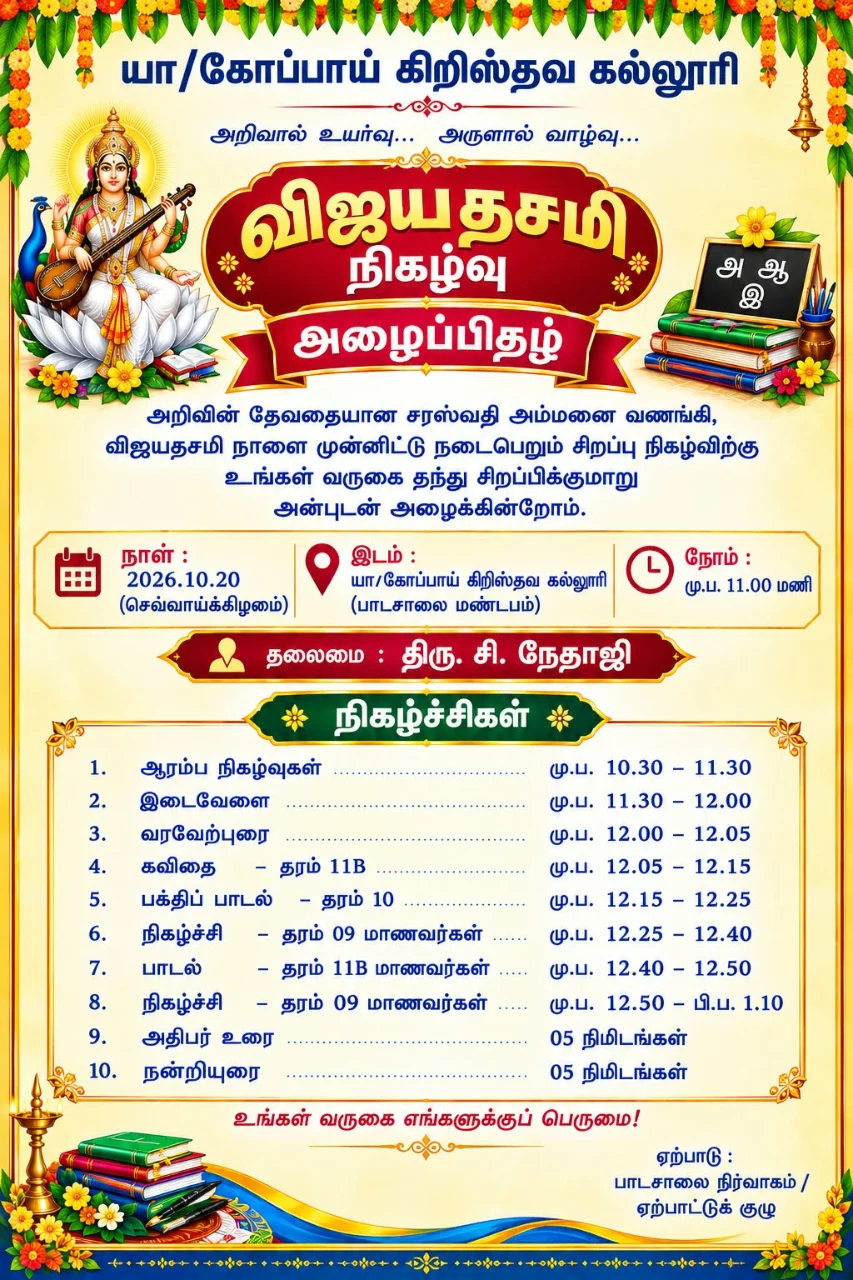 யா/கோப்பாய் கிறிஸ்தவ கல்லூரி
அறிவால் உயர்வு... அருளால் வாழ்வு...
விஜயதசமி
நிகழ்வு
அழைப்பிதழ்
அ ஆ
இ
அறிவின் தேவதையான சரஸ்வதி அம்மனை வணங்கி,
விஜயதசமி நாளை முன்னிட்டு நடைபெறும் சிறப்பு நிகழ்விற்கு
உங்கள் வருகை தந்து சிறப்பிக்குமாறு
அன்புடன் அழைக்கின்றோம்.
நாள் :
2026.10.20
(செவ்வாய்க்கிழமை)
இடம் :
யா/கோப்பாய் கிறிஸ்தவ கல்லூரி
(பாடசாலை மண்டபம்)
நோம் :
மு.ப. 11.00 மணி
தலைமை : திரு. சி. நேதாஜி
நிகழ்ச்சிகள்
1. ஆரம்ப நிகழ்வுகள் ........ மு.ப. 10.30 – 11.30
2. இடைவேளை ........ மு.ப. 11.30 – 12.00
3. வரவேற்புரை ........ மு.ப. 12.00 – 12.05
4. கவிதை – தரம் 11B ........ மு.ப. 12.05 – 12.15
5. பக்திப் பாடல் – தரம் 10 ........ மு.ப. 12.15 – 12.25
6. நிகழ்ச்சி – தரம் 09 மாணவர்கள் ...... மு.ப. 12.25 – 12.40
7. பாடல் – தரம் 11B மாணவர்கள் ..... மு.ப. 12.40 – 12.50
8. நிகழ்ச்சி – தரம் 09 மாணவர்கள் ..... மு.ப. 12.50 – பி.ப. 1.10
9. அதிபர் உரை ........ 05 நிமிடங்கள்
10. நன்றியுரை ........ 05 நிமிடங்கள்
உங்கள் வருகை எங்களுக்குப் பெருமை!
ஏற்பாடு :
பாடசாலை நிர்வாகம் /
ஏற்பாட்டுக் குழு